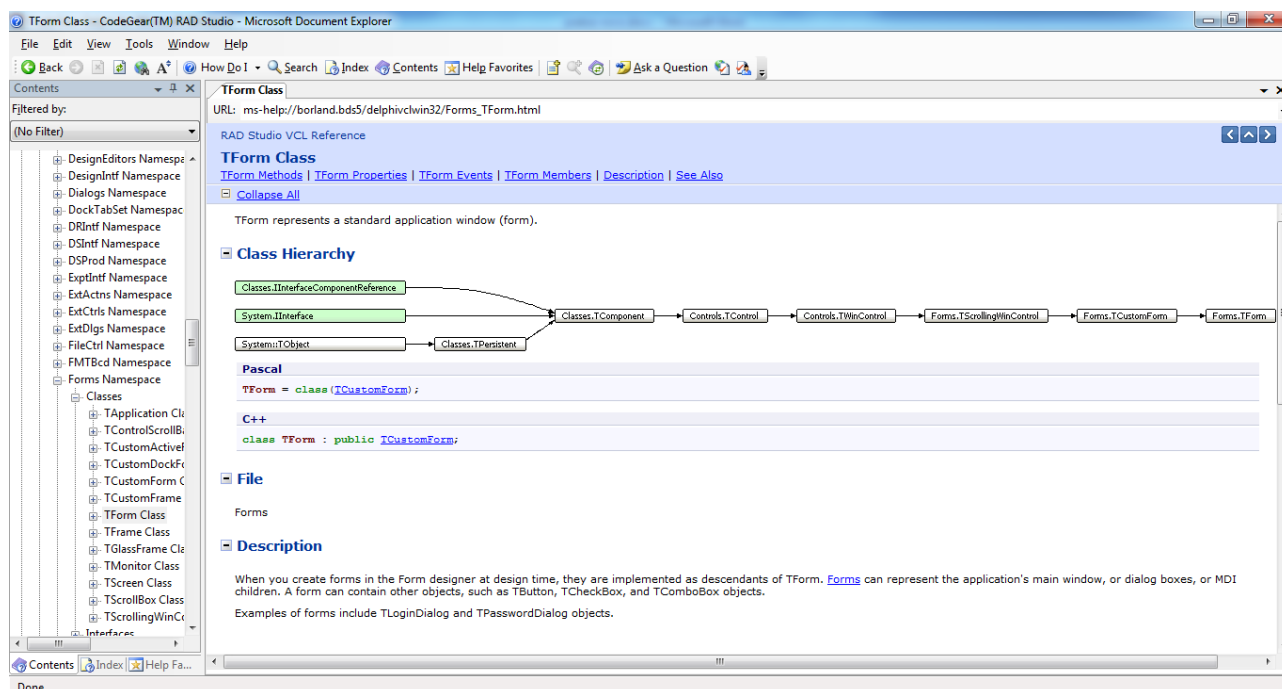 TForm Class - CodeGear(TM) RAD Studio - Microsoft Document Explorer
File Edit View Tools Window Help
Back How Do I Search Index Contents Help Favorites Ask a Question
Contents
Filtered by:
(No Filter)
DesignEditors Namespa
DesignIntf Namespace
Dialogs Namespace
DockTabSet Namespac
DRIntf Namespace
DSIntf Namespace
DSProd Namespace
ExptIntf Namespace
ExtActns Namespace
ExtCtrls Namespace
ExtDlgs Namespace
FileCtrl Namespace
FMTBcd Namespace
Forms Namespace
Classes
TApplication Cla
TControlScrollBa
TCustomActiveF
TCustomDockFo
TCustomForm C
TCustomFrame
TForm Class
TFrame Class
TGlassFrame Cla
TMonitor Class
TScreen Class
TScrollBox Class
TScrollingWinCo
Interfaces
Contents Index Help Fa...
TForm Class
URL: ms-help://borland.bds5/delphivclwin32/Forms_TForm.html
RAD Studio VCL Reference
TForm Class
TForm Methods | TForm Properties | TForm Events | TForm Members | Description | See Also
Collapse All
TForm represents a standard application window (form).
Class Hierarchy
Classes.IInterfaceComponentReference
System.IInterface Classes.TComponent Controls.TControl Controls.TWinControl Forms.TScrollingWinControl Forms.TCustomForm Forms.TForm
System::TObject Classes.TPersistent
Pascal
TForm = class(TCustomForm);
C++
class TForm : public TCustomForm;
File
Forms
Description
When you create forms in the Form designer at design time, they are implemented as descendants of TForm. Forms can represent the application's main window, or dialog boxes, or MDI
children. A form can contain other objects, such as TButton, TCheckBox, and TComboBox objects.
Examples of forms include TLoginDialog and TPasswordDialog objects.
Done